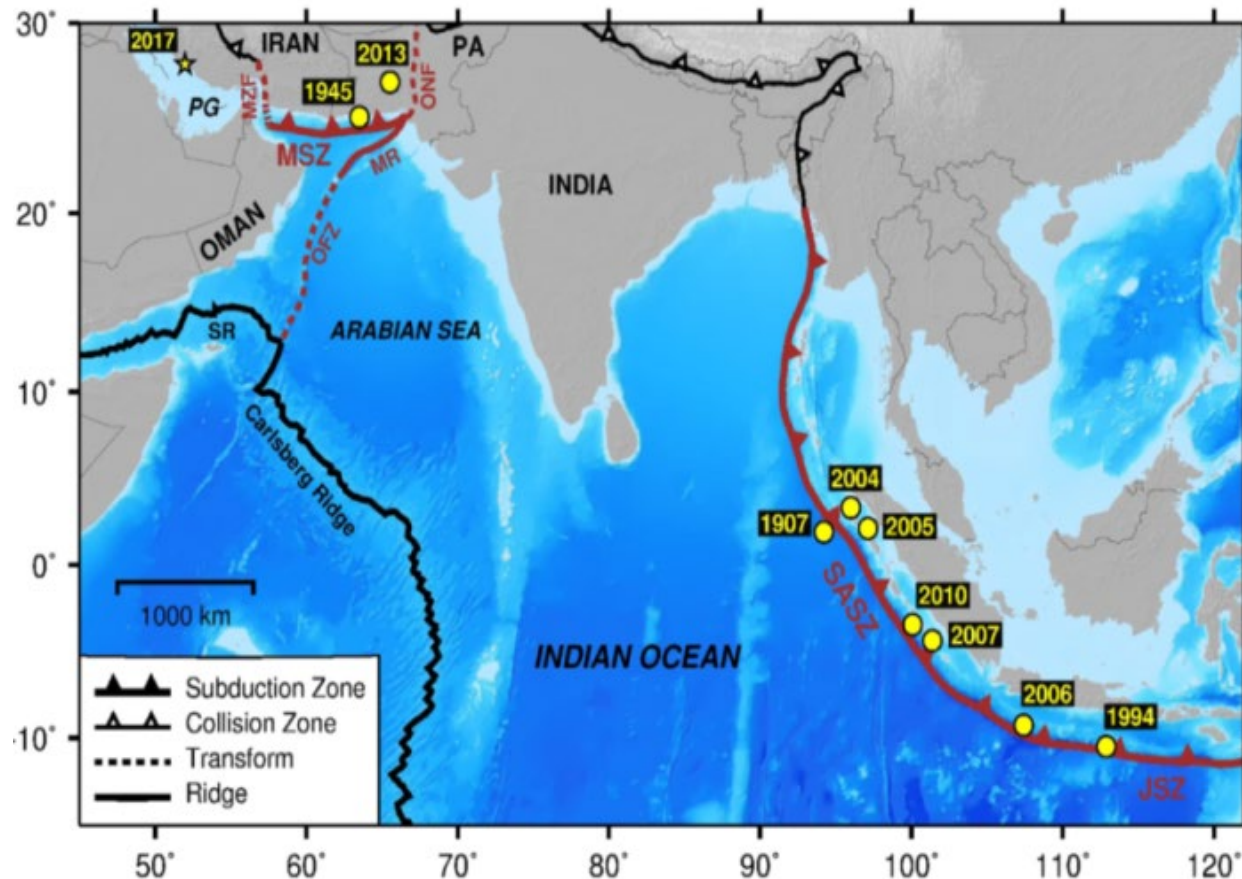 30°
20°
10°
0°
-10°
2017
IRAN
2013
PA
1945
PG
MZF
ONF
MSZ
MR
OMAN
OFZ
INDIA
SR
ARABIAN SEA
Carlsberg Ridge
2004
1907
2005
SASZ
2010
2007
INDIAN OCEAN
2006
1994
JSZ
1000 km
Subduction Zone
Collision Zone
Transform
Ridge
50°
60°
70°
80°
90°
100°
110°
120°